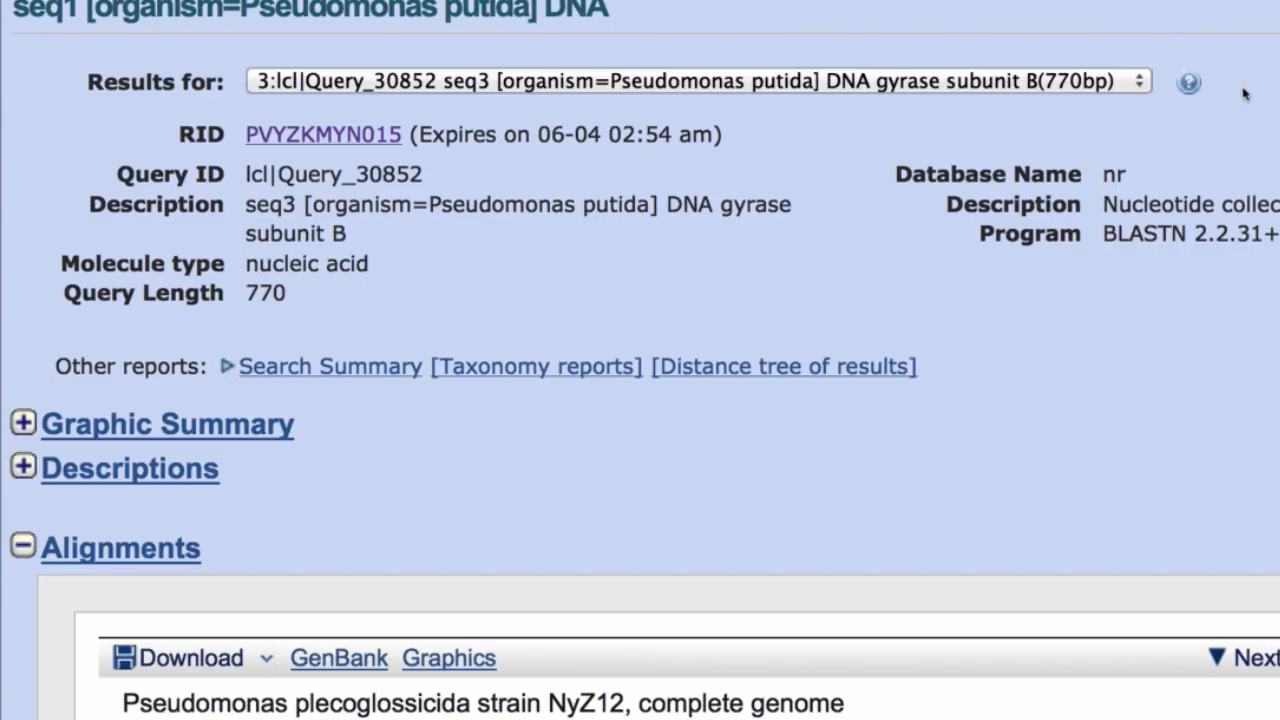 seq1 [organism=Pseudomonas putida] DNA
Results for: 3:lcl|Query_30852 seq3 [organism=Pseudomonas putida] DNA gyrase subunit B(770bp)
RID PVYZKMYN015 (Expires on 06-04 02:54 am)
Query ID lcl|Query_30852
Database Name nr
Description seq3 [organism=Pseudomonas putida] DNA gyrase
subunit B
Description Nucleotide collec
Program BLASTN 2.2.31+
Molecule type nucleic acid
Query Length 770
Other reports: Search Summary [Taxonomy reports] [Distance tree of results]
Graphic Summary
Descriptions
Alignments
Download GenBank Graphics Next
Pseudomonas plecoglossicida strain NyZ12, complete genome